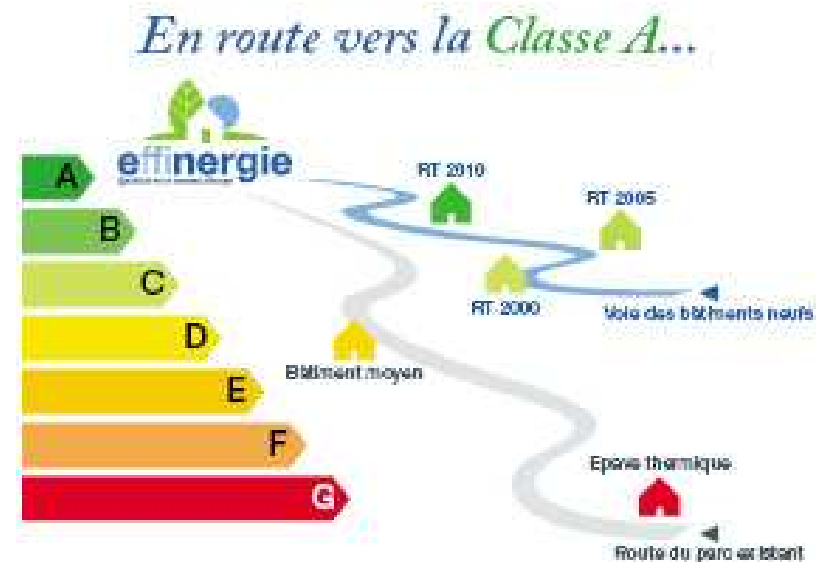 En route vers la Classe A...
effinergie
A
RT 2010
RT 2005
B
C
RT 2000
Voie des bâtiments neufs
D
Bâtiment moyen
E
F
Epave thermique
G
Route du parc existant